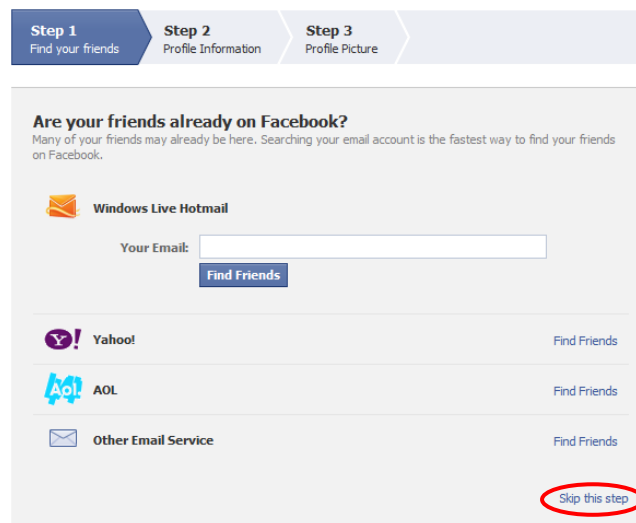 Step 1
Find your friends
Step 2
Profile Information
Step 3
Profile Picture
Are your friends already on Facebook?
Many of your friends may already be here. Searching your email account is the fastest way to find your friends
on Facebook.
Windows Live Hotmail
Your Email:
Find Friends
Y!
Yahoo!
Find Friends
Aol.
AOL
Find Friends
Other Email Service
Find Friends
Skip this step